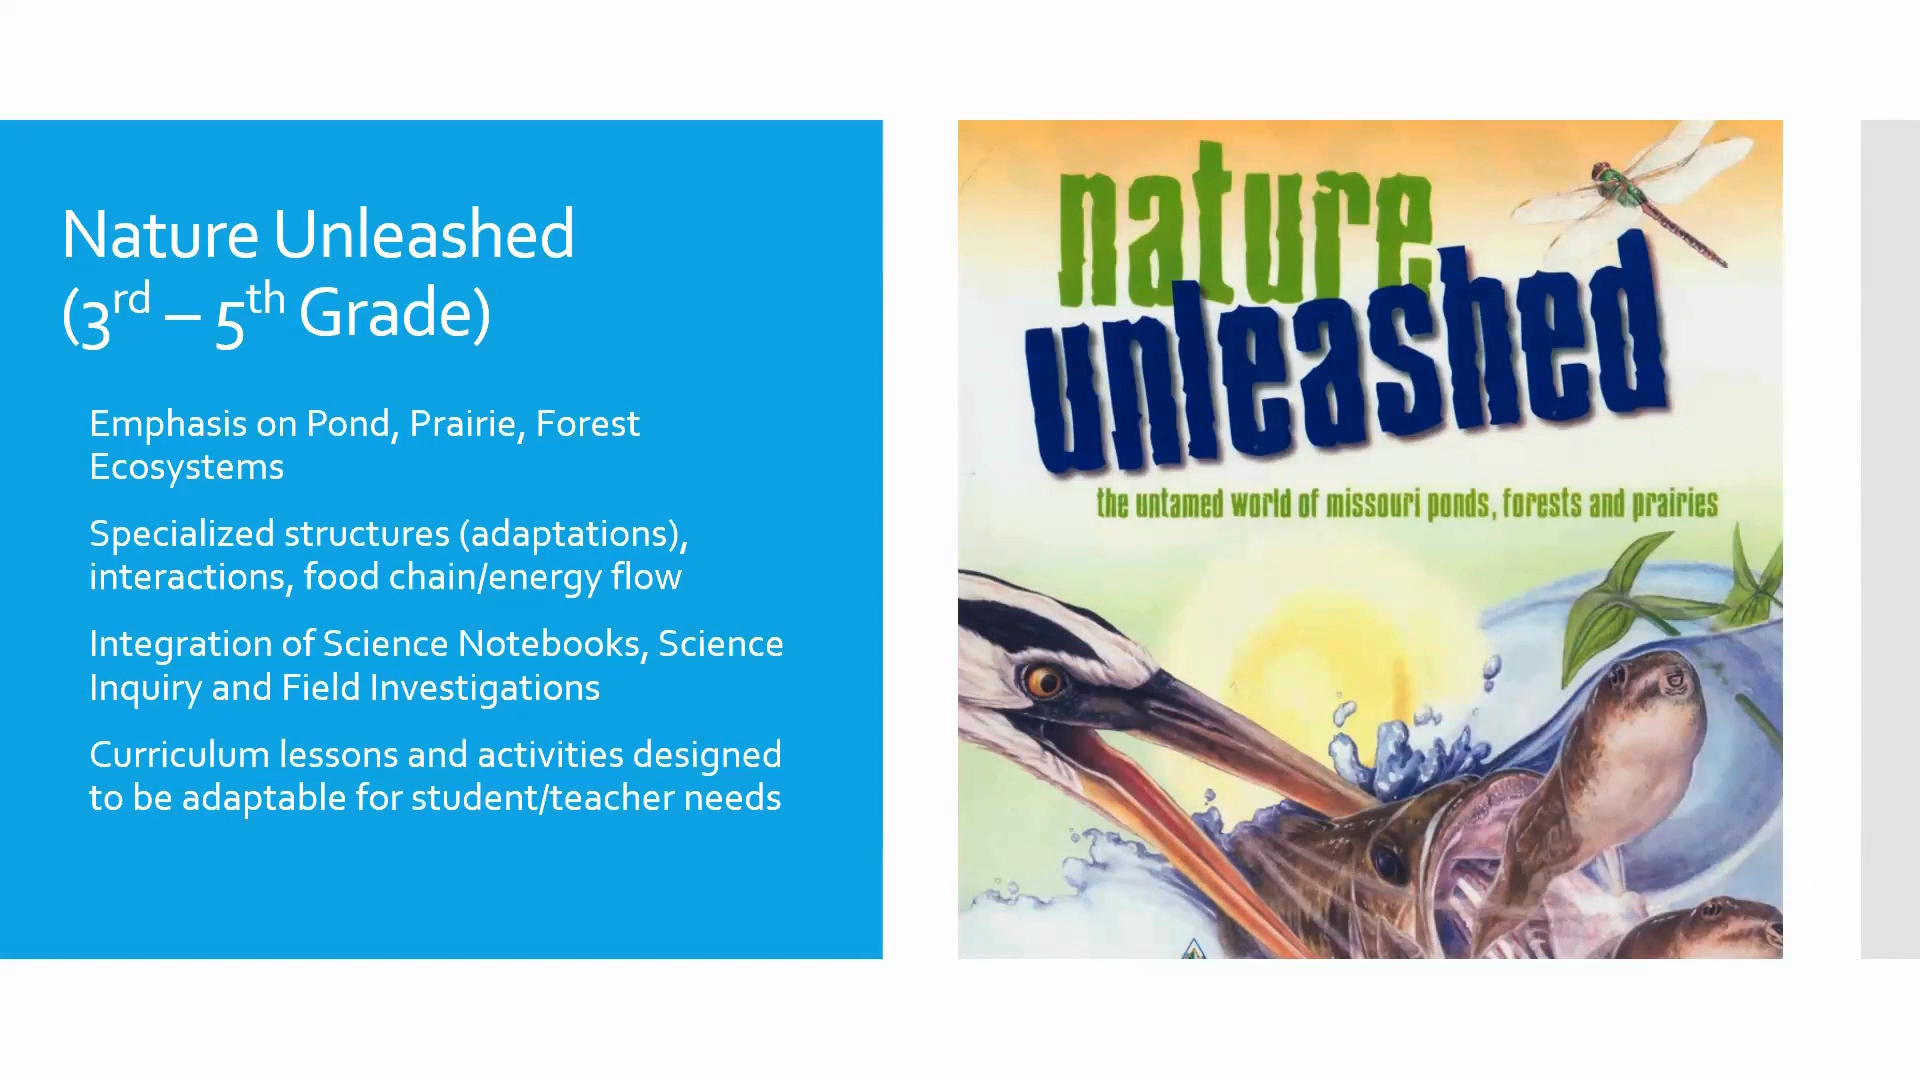 Nature Unleashed
(3rd – 5th Grade)
Emphasis on Pond, Prairie, Forest
Ecosystems
Specialized structures (adaptations),
interactions, food chain/energy flow
Integration of Science Notebooks, Science
Inquiry and Field Investigations
Curriculum lessons and activities designed
to be adaptable for student/teacher needs
nature
unleashed
the untamed world of missouri ponds, forests and prairies